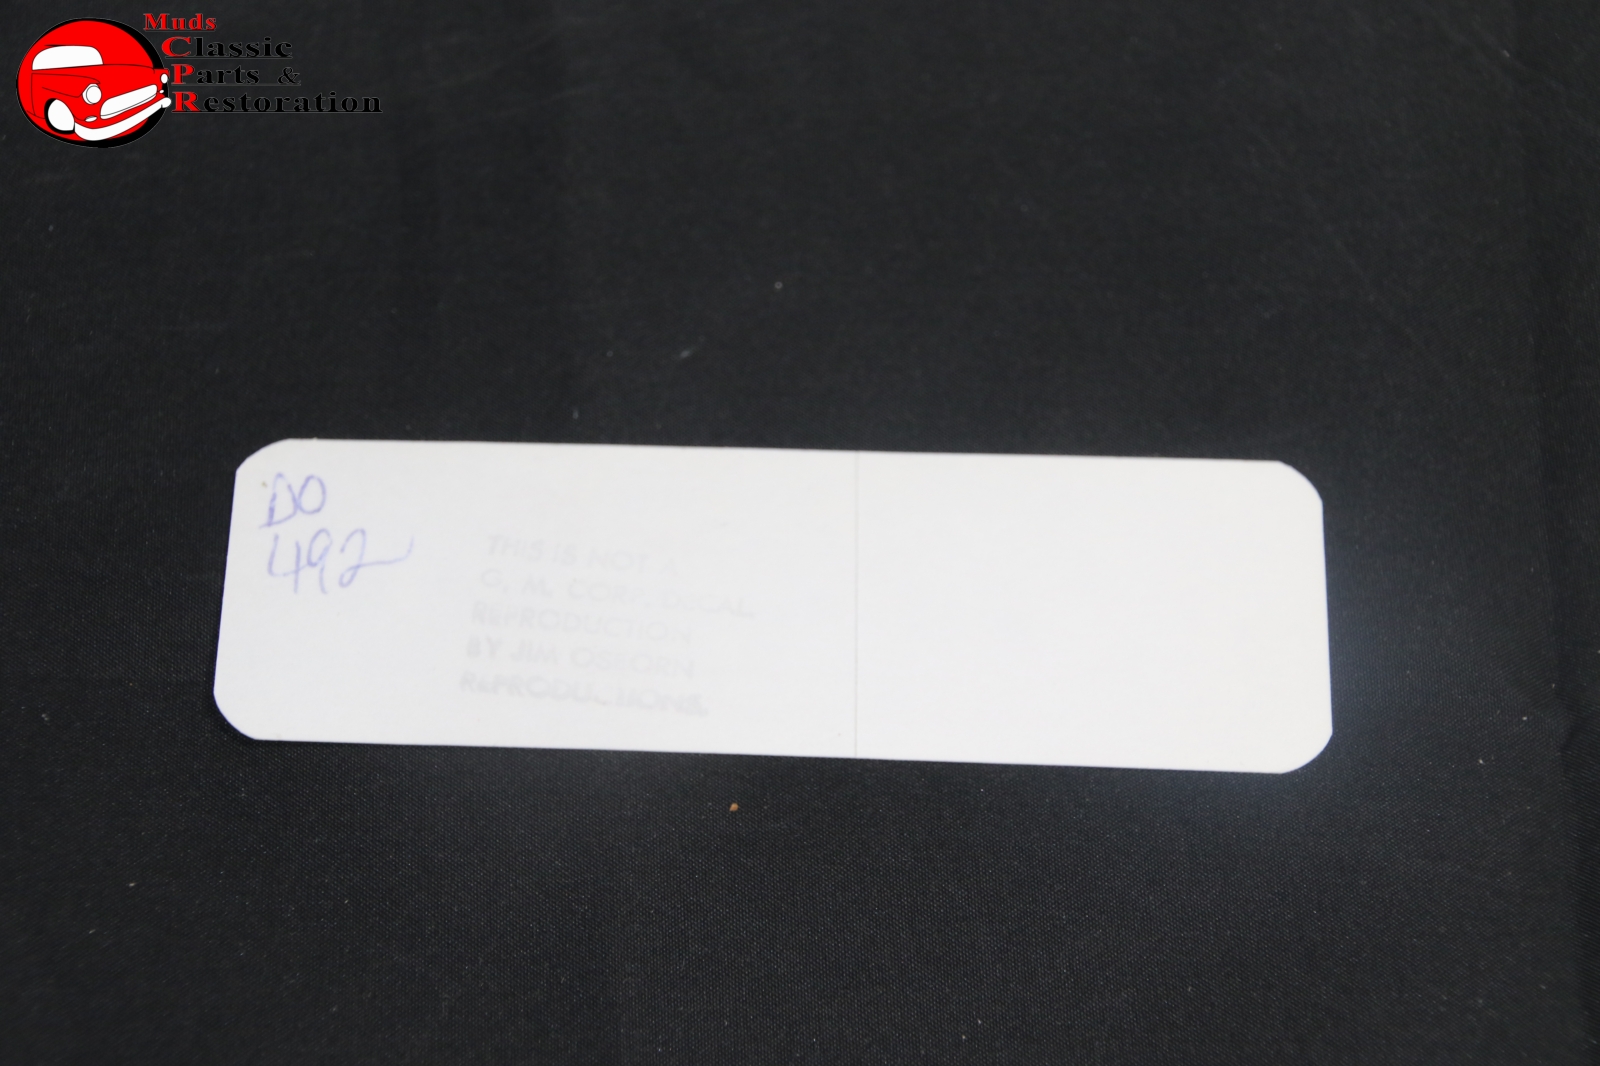 Muds
Classic
Parts &
Restoration
DO
492
THIS IS NOT A
G. M. CORP. DECAL
REPRODUCTION
BY JIM OSBORN
REPRODUCTIONS.